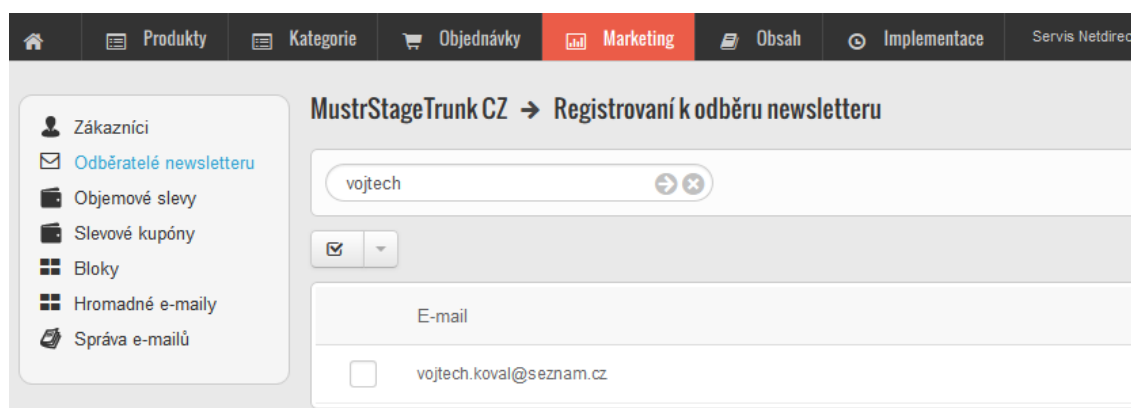 Produkty Kategorie Objednávky Marketing Obsah Implementace Servis Netdirec
MustrStageTrunk CZ → Registrovaní k odběru newsletteru
Zákazníci
Odběratelé newsletteru
Objemové slevy
Slevové kupóny
Bloky
Hromadné e-maily
Správa e-mailů
vojtech
E-mail
vojtech.koval@seznam.cz